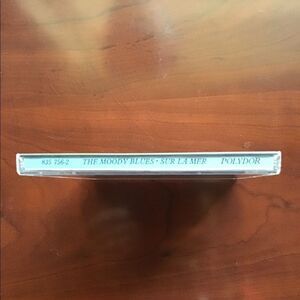 835 756-2 THE MOODY BLUES • SUR LA MER POLYDOR